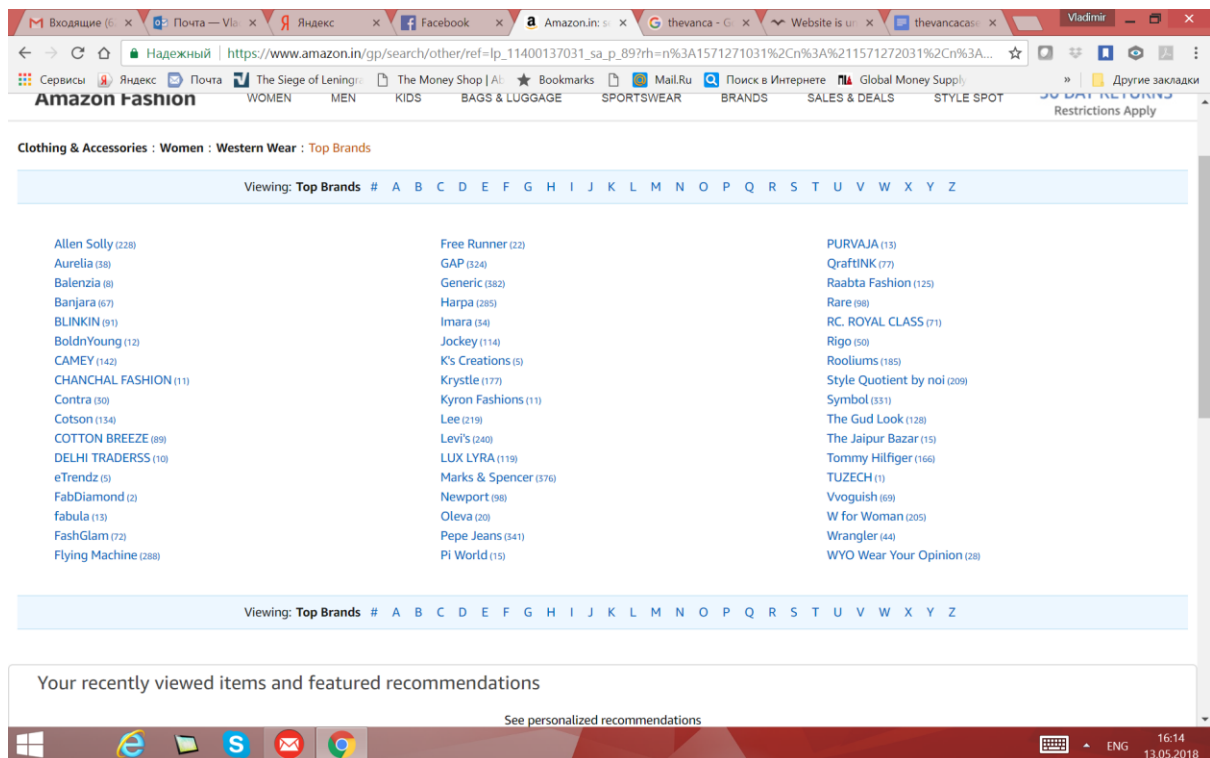 Входящие (6
Почта — Vla
Яндекс
Facebook
Amazon.in: se
thevanca - G
Website is un
thevancacase
Vladimir
Надежный
https://www.amazon.in/gp/search/other/ref=lp_11400137031_sa_p_89?rh=n%3A1571271031%2Cn%3A%211571272031%2Cn%3A...
Сервисы Яндекс Почта The Siege of Leningra The Money Shop | Ab Bookmarks Mail.Ru Поиск в Интернете Global Money Supply Другие закладки
Amazon Fashion WOMEN MEN KIDS BAGS & LUGGAGE SPORTSWEAR BRANDS SALES & DEALS STYLE SPOT 30 DAY RETURNS
Restrictions Apply
Clothing & Accessories : Women : Western Wear : Top Brands
Viewing: Top Brands # A B C D E F G H I J K L M N O P Q R S T U V W X Y Z
Allen Solly (228)
Aurelia (38)
Balenzia (8)
Banjara (67)
BLINKIN (91)
BoldnYoung (12)
CAMEY (142)
CHANCHAL FASHION (11)
Contra (30)
Cotson (134)
COTTON BREEZE (89)
DELHI TRADERSS (10)
eTrendz (5)
FabDiamond (2)
fabula (13)
FashGlam (72)
Flying Machine (288)
Free Runner (22)
GAP (324)
Generic (382)
Harpa (285)
Imara (34)
Jockey (114)
K's Creations (5)
Krystle (177)
Kyron Fashions (11)
Lee (219)
Levi's (240)
LUX LYRA (119)
Marks & Spencer (376)
Newport (98)
Oleva (20)
Pepe Jeans (341)
Pi World (15)
PURVAJA (13)
QraftINK (77)
Raabta Fashion (125)
Rare (98)
RC. ROYAL CLASS (71)
Rigo (50)
Rooliums (185)
Style Quotient by noi (209)
Symbol (331)
The Gud Look (128)
The Jaipur Bazar (15)
Tommy Hilfiger (166)
TUZECH (1)
Vvoguish (69)
W for Woman (205)
Wrangler (44)
WYO Wear Your Opinion (28)
Viewing: Top Brands # A B C D E F G H I J K L M N O P Q R S T U V W X Y Z
Your recently viewed items and featured recommendations
See personalized recommendations
ENG
16:14
13.05.2018